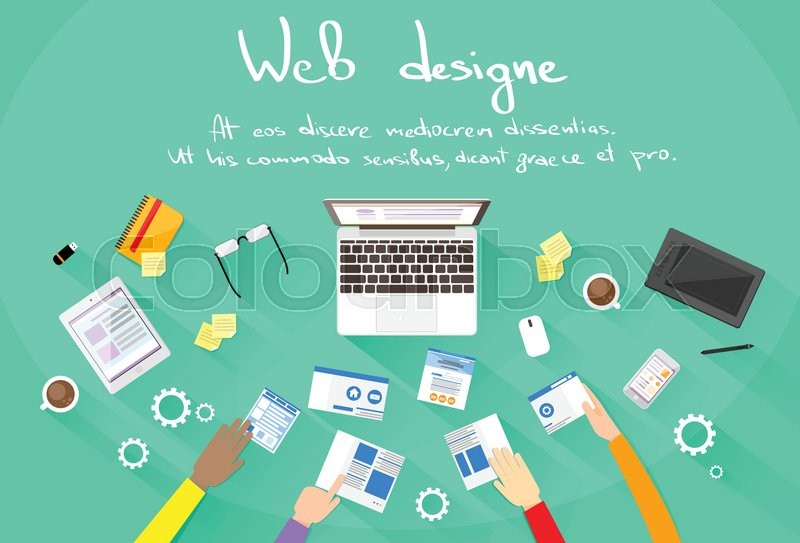 Web designe
At eos discere mediocrem dissentias.
Ut his commodo sensibus, dicant graece et pro.
Colourbox